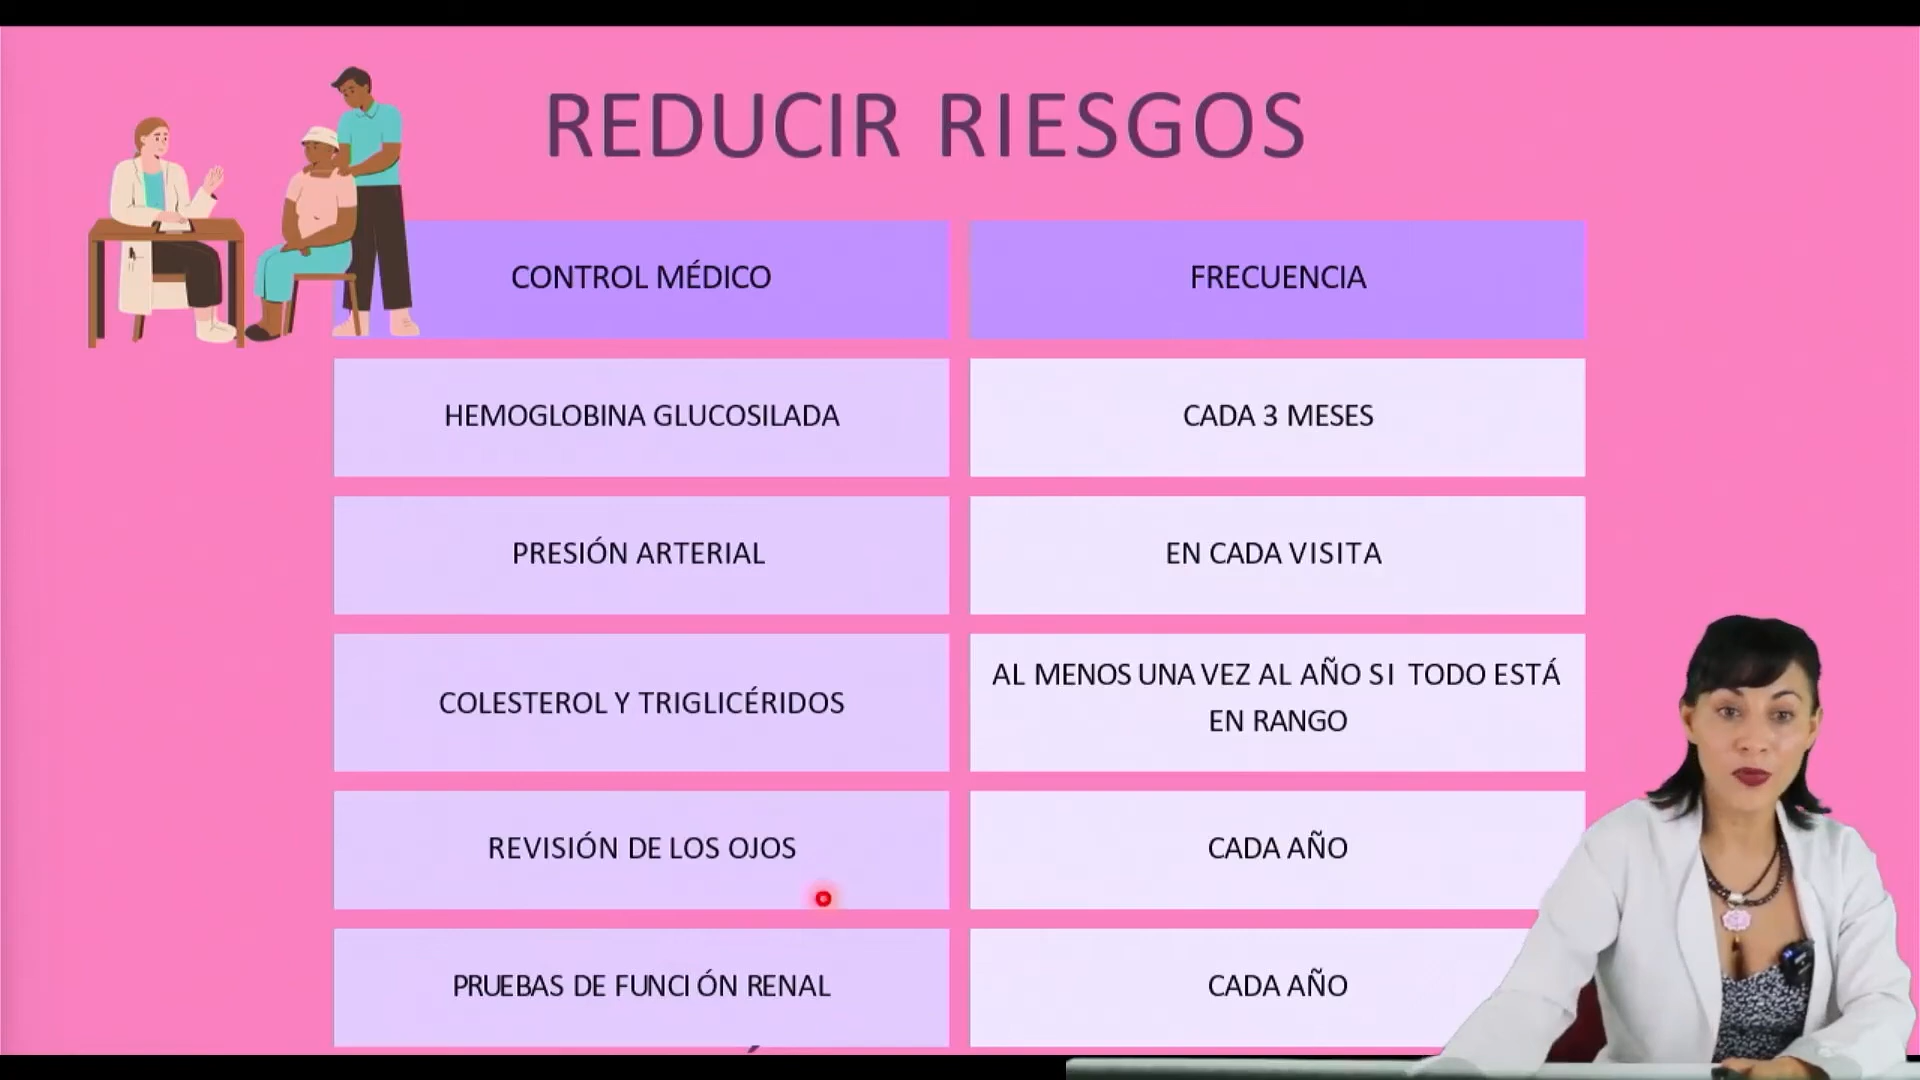 REDUCIR RIESGOS
CONTROL MÉDICO
FRECUENCIA
HEMOGLOBINA GLUCOSILADA
CADA 3 MESES
PRESIÓN ARTERIAL
EN CADA VISITA
COLESTEROL Y TRIGLICÉRIDOS
AL MENOS UNA VEZ AL AÑO SI TODO ESTÁ
EN RANGO
REVISIÓN DE LOS OJOS
CADA AÑO
PRUEBAS DE FUNCIÓN RENAL
CADA AÑO